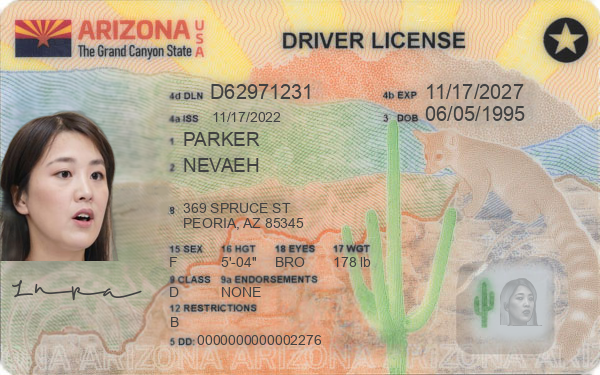 ARIZONA USA
The Grand Canyon State
DRIVER LICENSE
4d DLN D62971231 4b EXP 11/17/2027
4a ISS 11/17/2022 3 DOB 06/05/1995
1 PARKER
2 NEVAEH
8 369 SPRUCE ST
PEORIA, AZ 85345
15 SEX 16 HGT 18 EYES 17 WGT
F 5'-04" BRO 178 lb
9 CLASS 9a ENDORSEMENTS
D NONE
12 RESTRICTIONS
B
5 DD: 0000000000002276
ARIZONA ARIZONA ARIZONA ARIZONA